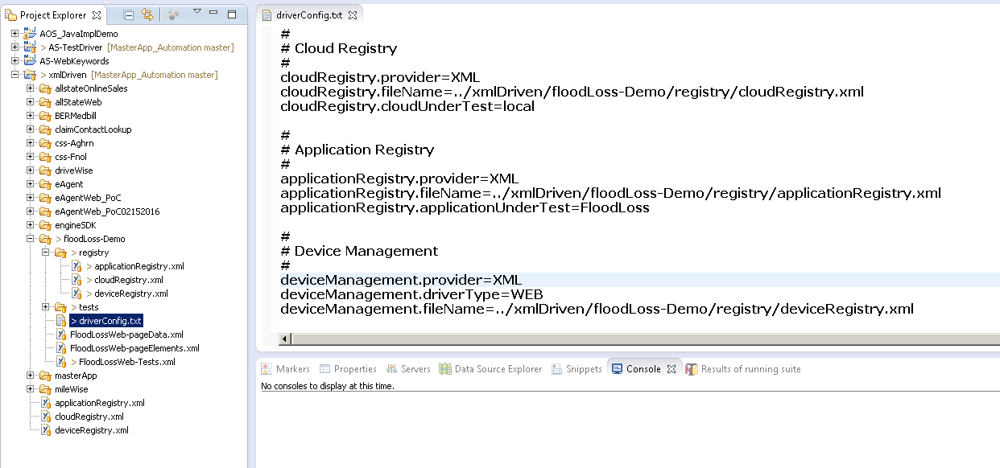 Project Explorer
AOS_JavaImplDemo
> AS-TestDriver [MasterApp_Automation master]
AS-WebKeywords
> xmlDriven [MasterApp_Automation master]
allstateOnlineSales
allStateWeb
BERMedbill
claimContactLookup
css-Aghrn
css-Fnol
driveWise
eAgent
eAgentWeb_PoC
eAgentWeb_PoC02152016
engineSDK
> floodLoss-Demo
> registry
> applicationRegistry.xml
> cloudRegistry.xml
> deviceRegistry.xml
> tests
> driverConfig.txt
FloodLossWeb-pageData.xml
FloodLossWeb-pageElements.xml
> FloodLossWeb-Tests.xml
masterApp
mileWise
applicationRegistry.xml
cloudRegistry.xml
deviceRegistry.xml
driverConfig.txt
#
# Cloud Registry
#
cloudRegistry.provider=XML
cloudRegistry.fileName=../xmlDriven/floodLoss-Demo/registry/cloudRegistry.xml
cloudRegistry.cloudUnderTest=local
#
# Application Registry
#
applicationRegistry.provider=XML
applicationRegistry.fileName=../xmlDriven/floodLoss-Demo/registry/applicationRegistry.xml
applicationRegistry.applicationUnderTest=FloodLoss
#
# Device Management
#
deviceManagement.provider=XML
deviceManagement.driverType=WEB
deviceManagement.fileName=../xmlDriven/floodLoss-Demo/registry/deviceRegistry.xml
Markers Properties Servers Data Source Explorer Snippets Console Results of running suite
No consoles to display at this time.